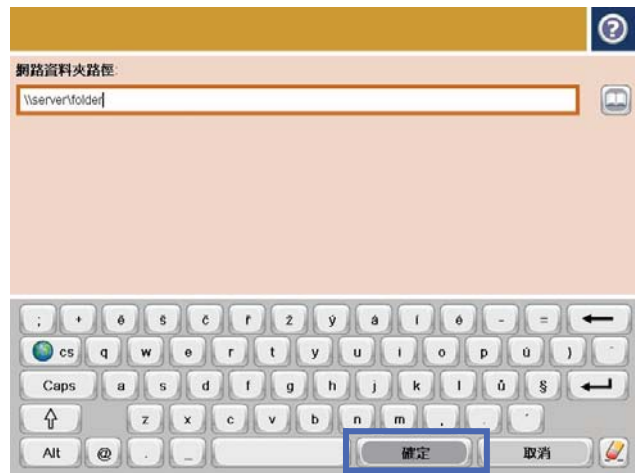 網路資料夾路徑:
\\server\folder
; + ě š č ř ž ý á í é - =
cs q w e r t y u i o p ú )
Caps a s d f g h j k l ů §
z x c v b n m , .
Alt @ . _ 確定 取消